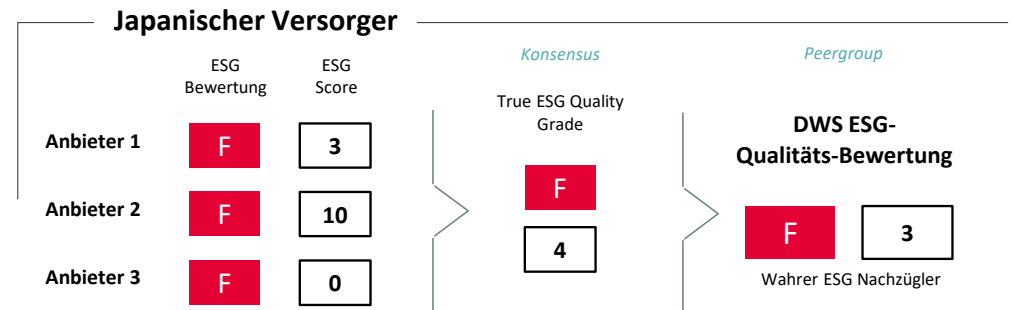 Japanischer Versorger
ESG
Bewertung
ESG
Score
Konsensus
Peergroup
True ESG Quality
Grade
DWS ESG-
Qualitäts-Bewertung
Anbieter 1
F
3
Anbieter 2
F
10
Anbieter 3
F
0
F
4
F
3
Wahrer ESG Nachzügler